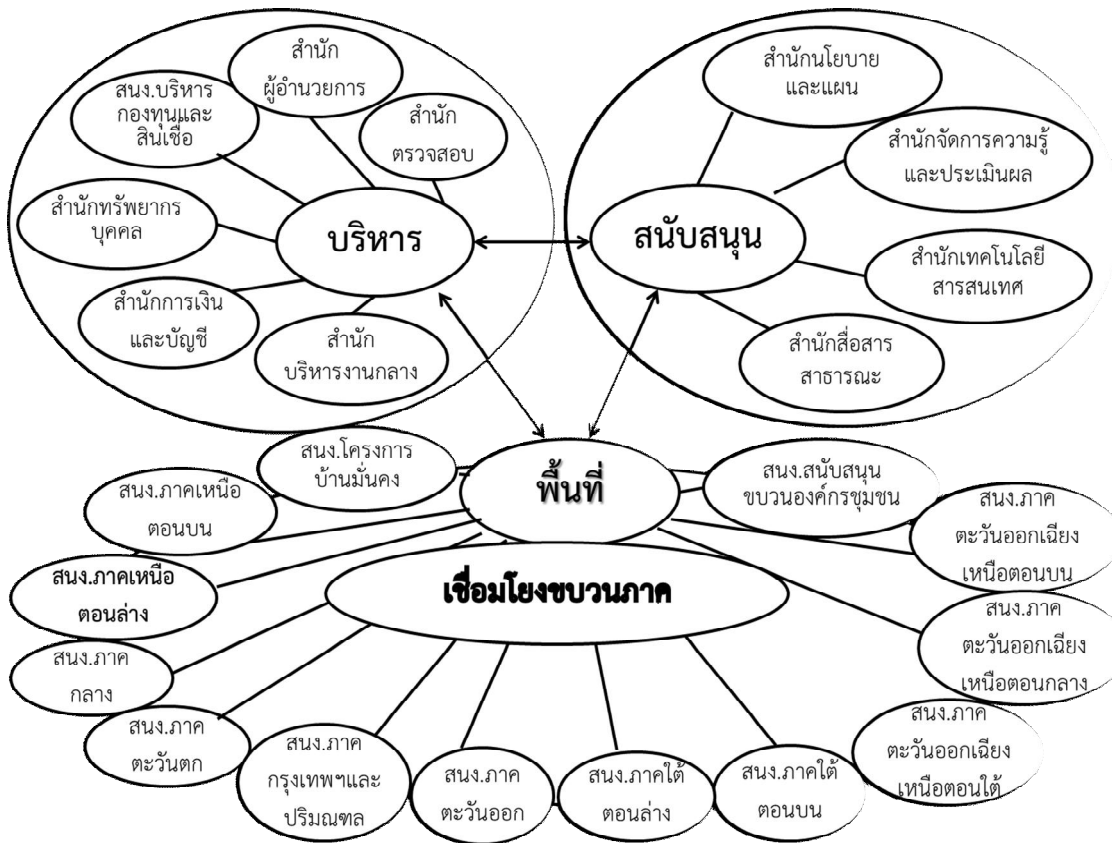 สำนัก
ผู้อำนวยการ
สนง.บริหาร
กองทุนและ
สินเชื่อ
สำนัก
ตรวจสอบ
สำนักทรัพยากร
บุคคล
บริหาร
สำนักการเงิน
และบัญชี
สำนัก
บริหารงานกลาง
สำนักนโยบาย
และแผน
สำนักจัดการความรู้
และประเมินผล
สนับสนุน
สำนักเทคโนโลยี
สารสนเทศ
สำนักสื่อสาร
สาธารณะ
พื้นที่
สนง.โครงการ
บ้านมั่นคง
สนง.สนับสนุน
ขบวนองค์กรชุมชน
สนง.ภาคเหนือ
ตอนบน
สนง.ภาค
ตะวันออกเฉียง
เหนือตอนบน
เชื่อมโยงขบวนภาค
สนง.ภาคเหนือ
ตอนล่าง
สนง.ภาค
ตะวันออกเฉียง
เหนือตอนกลาง
สนง.ภาค
กลาง
สนง.ภาค
ตะวันตก
สนง.ภาค
กรุงเทพฯและ
ปริมณฑล
สนง.ภาค
ตะวันออก
สนง.ภาคใต้
ตอนล่าง
สนง.ภาคใต้
ตอนบน
สนง.ภาค
ตะวันออกเฉียง
เหนือตอนใต้